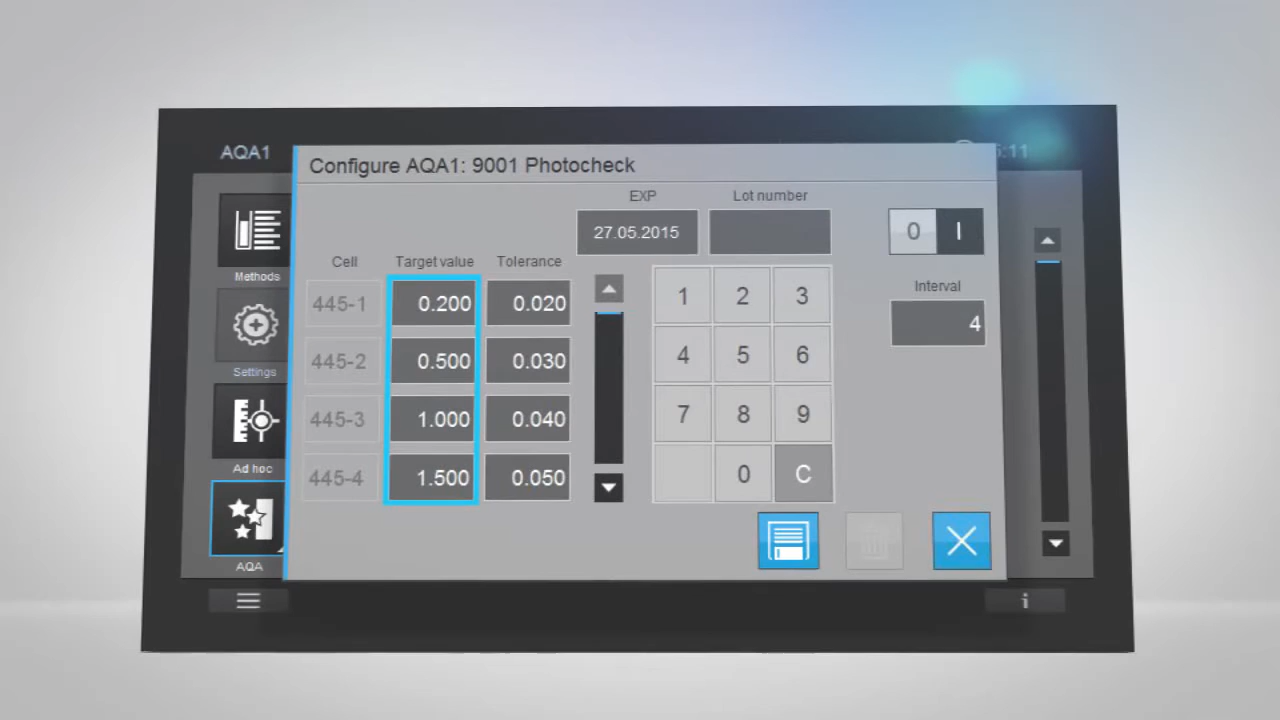 AQA1
Configure AQA1: 9001 Photocheck
EXP
Lot number
27.05.2015
0 I
Cell Target value Tolerance
445-1 0.200 0.020
445-2 0.500 0.030
445-3 1.000 0.040
445-4 1.500 0.050
1 2 3
4 5 6
7 8 9
0 C
Interval
4
Methods
Settings
Ad hoc
AQA
i